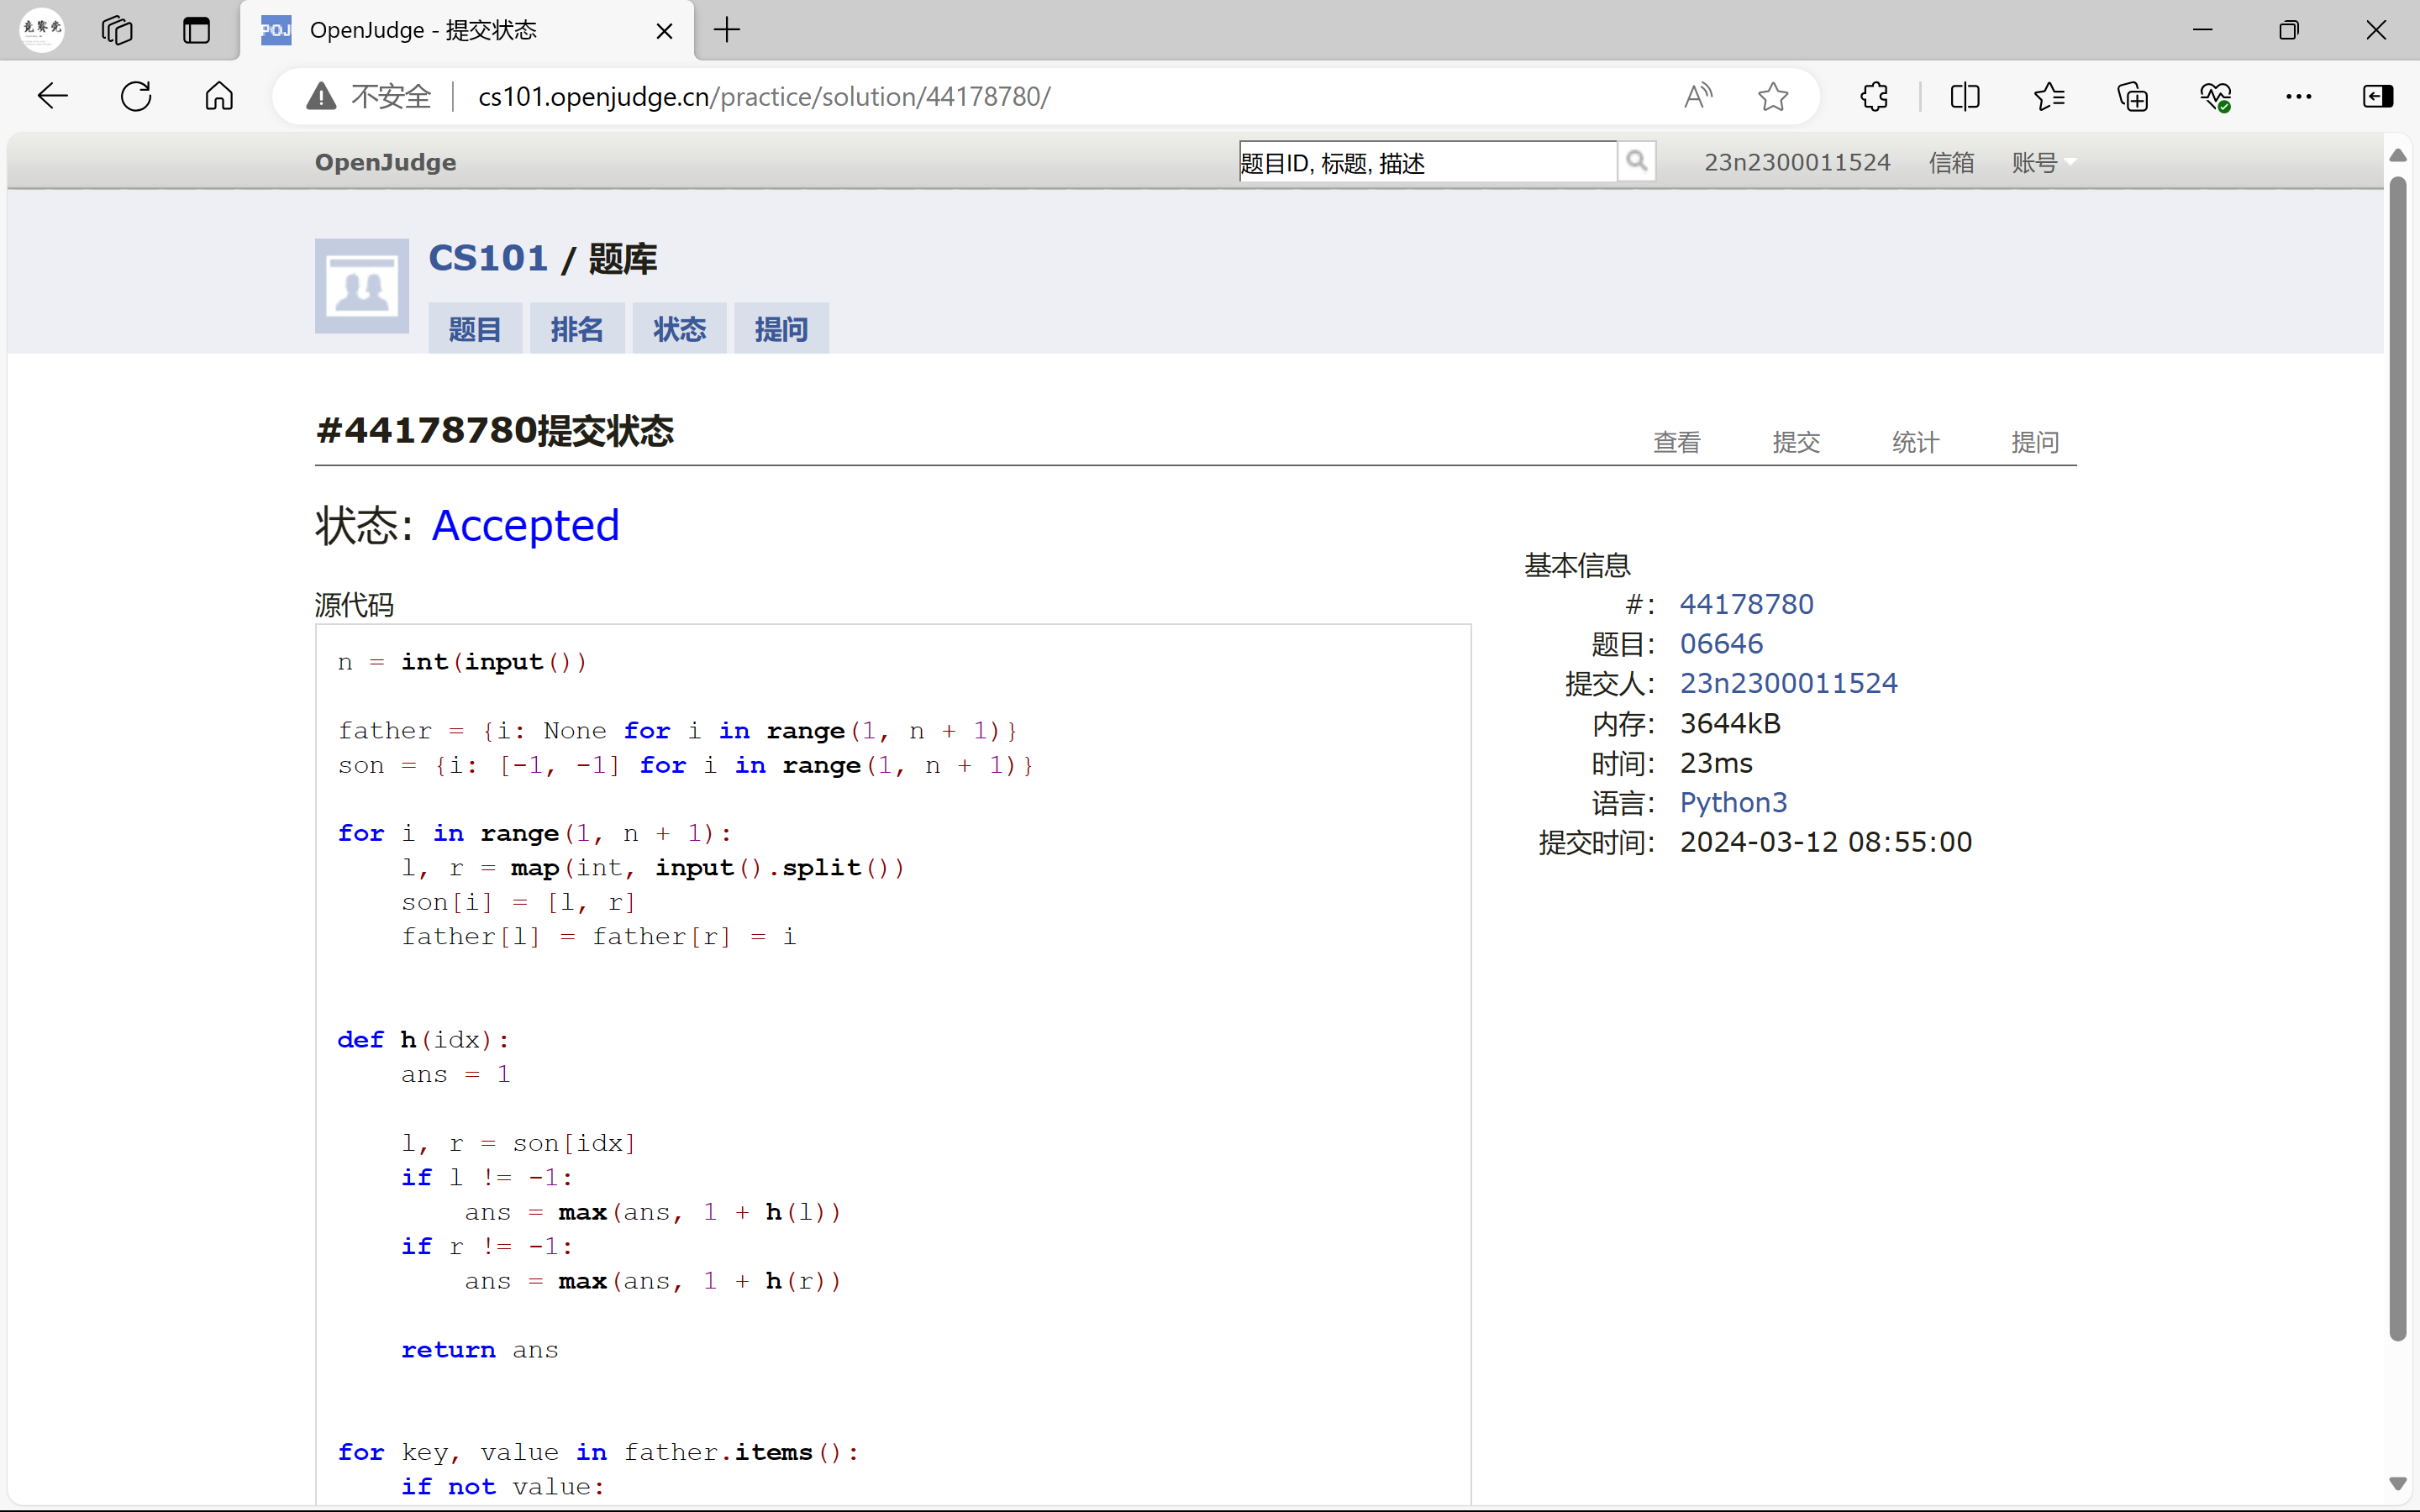 竞赛党
POJ
OpenJudge - 提交状态
不安全
cs101.openjudge.cn/practice/solution/44178780/
OpenJudge
题目ID, 标题, 描述
23n2300011524
信箱
账号
CS101 / 题库
题目
排名
状态
提问
#44178780提交状态
查看
提交
统计
提问
状态: Accepted
源代码
n = int(input())
father = {i: None for i in range(1, n + 1)}
son = {i: [-1, -1] for i in range(1, n + 1)}
for i in range(1, n + 1):
    l, r = map(int, input().split())
    son[i] = [l, r]
    father[l] = father[r] = i
def h(idx):
    ans = 1
    l, r = son[idx]
    if l != -1:
        ans = max(ans, 1 + h(l))
    if r != -1:
        ans = max(ans, 1 + h(r))
    return ans
for key, value in father.items():
    if not value:
基本信息
#: 44178780
题目: 06646
提交人: 23n2300011524
内存: 3644kB
时间: 23ms
语言: Python3
提交时间: 2024-03-12 08:55:00